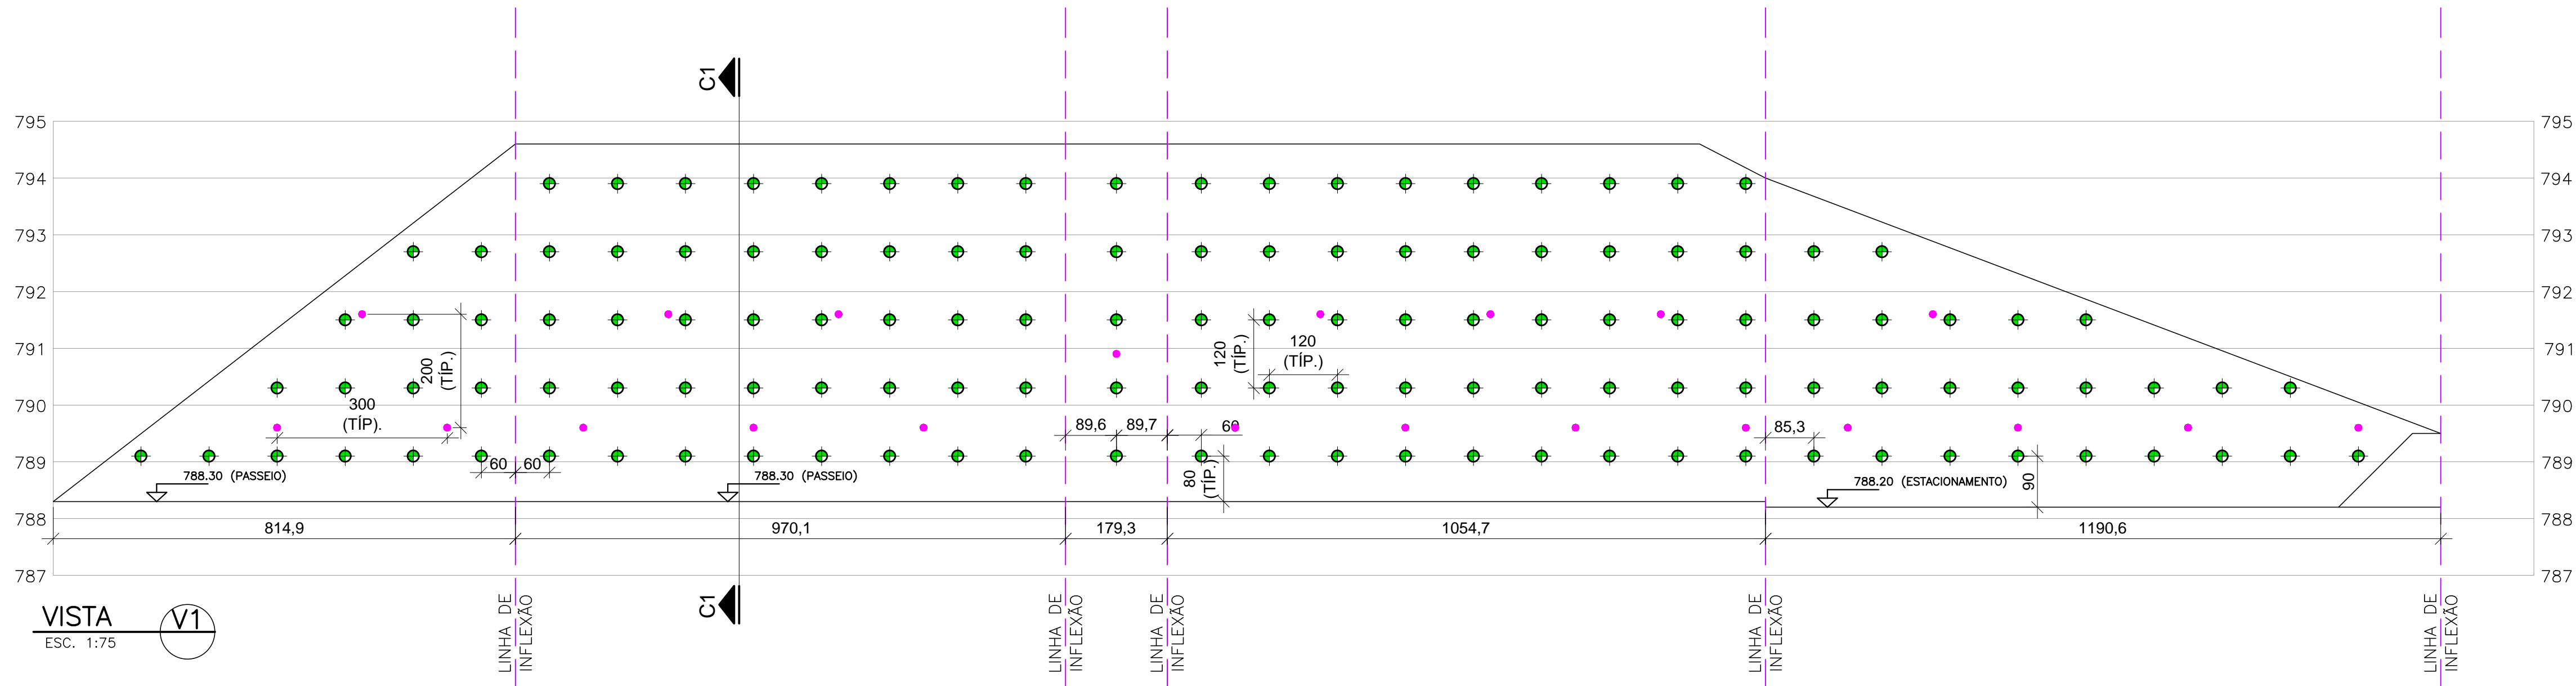 C1
795
795
794
794
793
793
792
792
791
791
790
790
789
789
788
788
787
787
200
(TÍP.)
300
(TÍP).
120
(TÍP.)
120
(TÍP.)
89,6
89,7
60
85,3
60
60
80
(TÍP.)
90
788.30 (PASSEIO)
788.30 (PASSEIO)
788.20 (ESTACIONAMENTO)
814,9
970,1
179,3
1054,7
1190,6
C1
VISTA
V1
ESC. 1:75
LINHA DE
INFLEXÃO
LINHA DE
INFLEXÃO
LINHA DE
INFLEXÃO
LINHA DE
INFLEXÃO
LINHA DE
INFLEXÃO